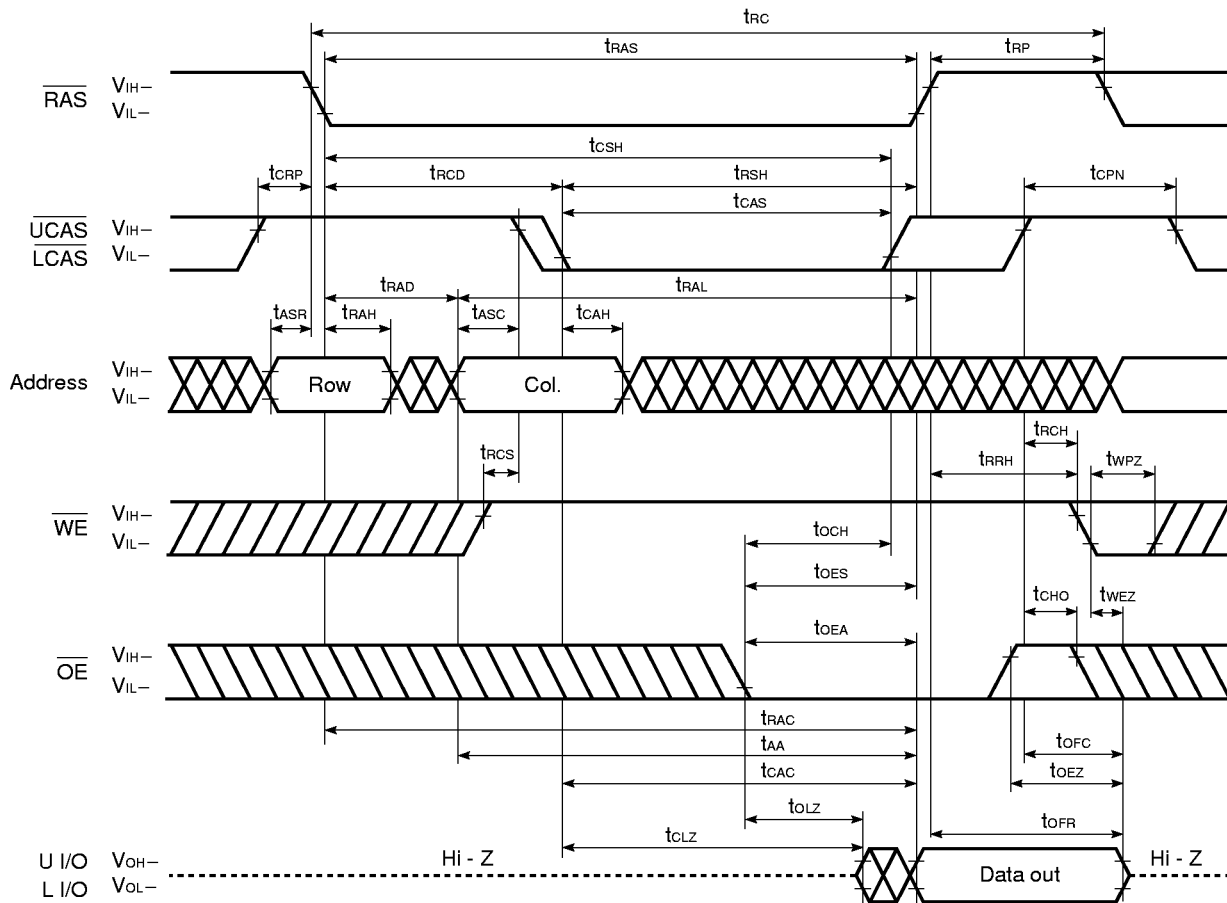 tRC
tRAS tRP
RAS VIH–
VIL–
tCSH
tCRP tRCD tRSH tCPN
tCAS
UCAS VIH–
LCAS VIL–
tRAD tRAL
tASR tRAH tASC tCAH
Address VIH–
VIL–
Row Col.
tRCH
tRCS tRRH tWPZ
WE VIH–
VIL–
tOCH
tOES tCHO tWEZ
tOEA
OE VIH–
VIL–
tRAC
tAA tOFC
tCAC tOEZ
tOLZ
tCLZ tOFR
U I/O VOH–
L I/O VOL–
Hi - Z Data out Hi - Z